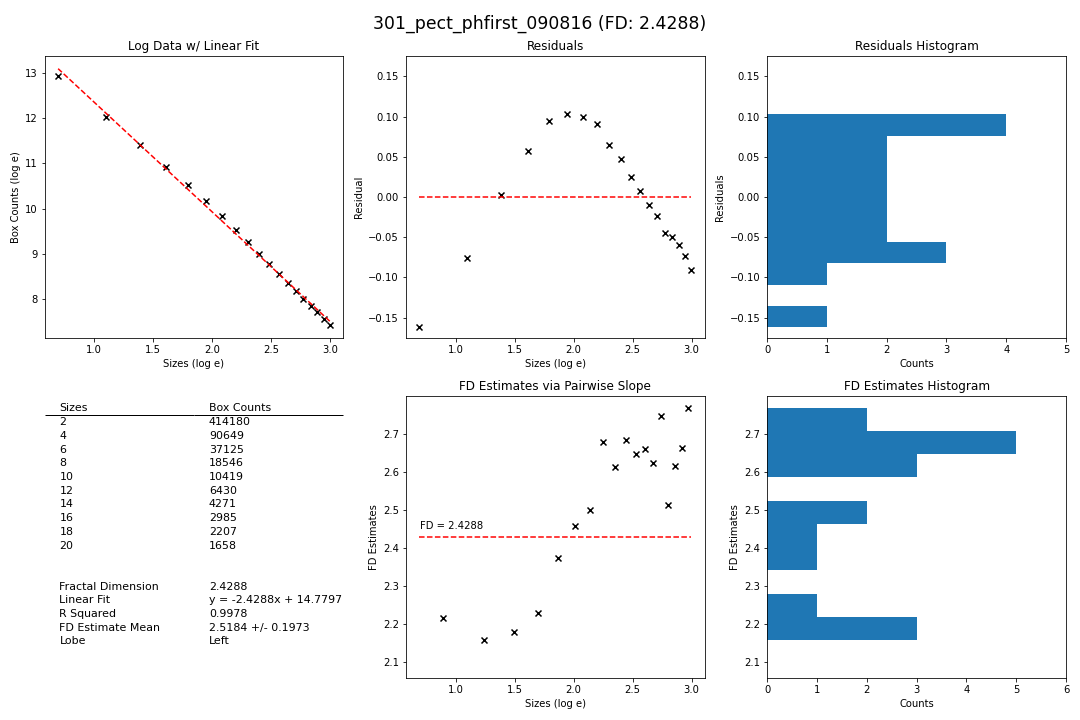 301_pect_phfirst_090816 (FD: 2.4288)
Log Data w/ Linear Fit
13
12
11
10
9
8
Box Counts (log e)
1.0 1.5 2.0 2.5 3.0
Sizes (log e)
Residuals
0.15
0.10
0.05
0.00
−0.05
−0.10
−0.15
Residual
1.0 1.5 2.0 2.5 3.0
Sizes (log e)
Residuals Histogram
0.15
0.10
0.05
0.00
−0.05
−0.10
−0.15
Residuals
0 1 2 3 4 5
Counts
Sizes Box Counts
2 414180
4 90649
6 37125
8 18546
10 10419
12 6430
14 4271
16 2985
18 2207
20 1658
Fractal Dimension 2.4288
Linear Fit y = -2.4288x + 14.7797
R Squared 0.9978
FD Estimate Mean 2.5184 +/- 0.1973
Lobe Left
FD Estimates via Pairwise Slope
2.7
2.6
2.5
2.4
2.3
2.2
2.1
FD Estimates
FD = 2.4288
1.0 1.5 2.0 2.5 3.0
Sizes (log e)
FD Estimates Histogram
2.7
2.6
2.5
2.4
2.3
2.2
2.1
FD Estimates
0 1 2 3 4 5 6
Counts